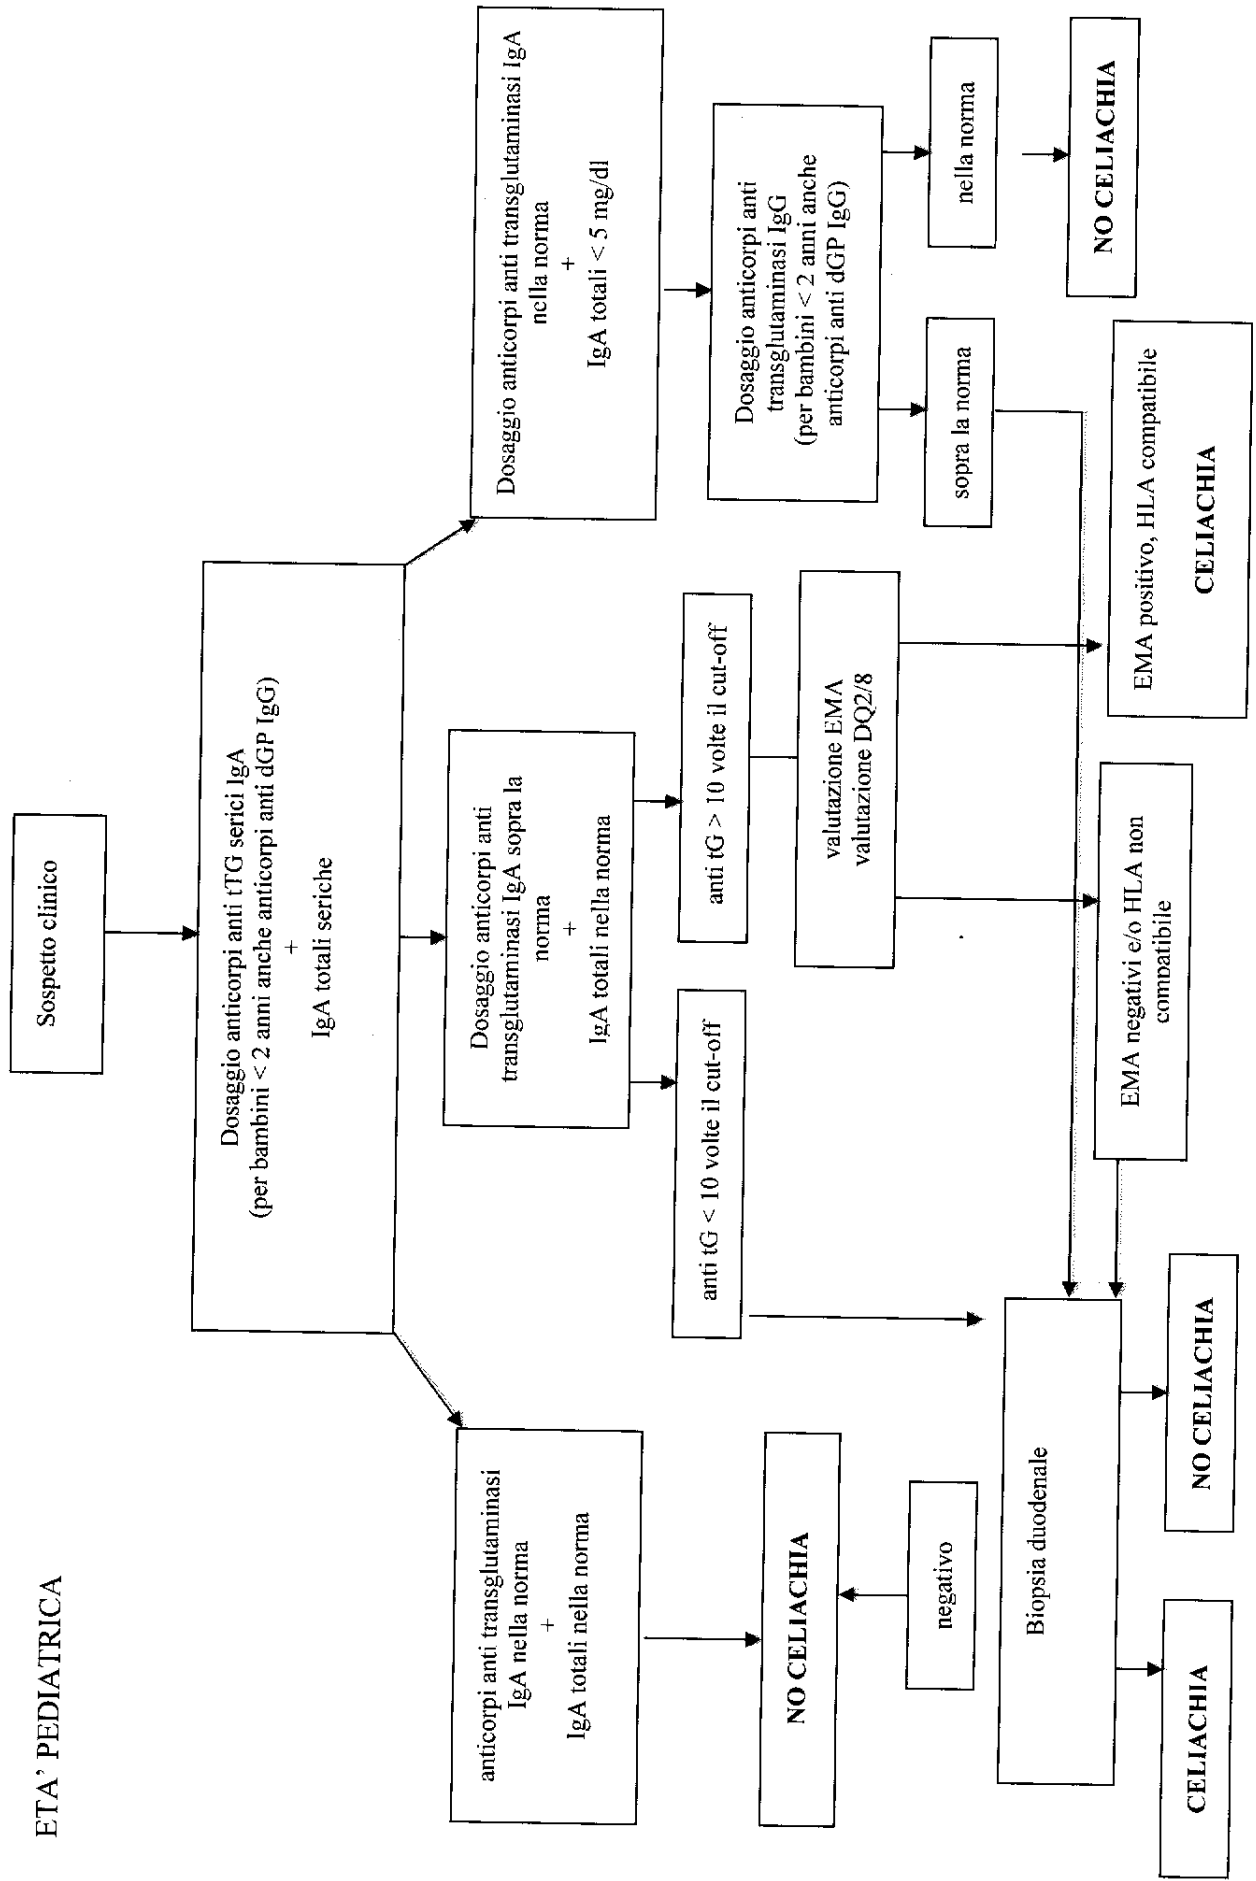 ETA' PEDIATRICA
Sospetto clinico
Dosaggio anticorpi anti tTG serici IgA
(per bambini < 2 anni anche anticorpi anti dGP IgG)
+
IgA totali seriche
anticorpi anti transglutaminasi
IgA nella norma
+
IgA totali nella norma
Dosaggio anticorpi anti
transglutaminasi IgA sopra la
norma
+
IgA totali nella norma
Dosaggio anticorpi anti transglutaminasi IgA
nella norma
+
IgA totali < 5 mg/dl
anti tG < 10 volte il cut-off
anti tG > 10 volte il cut-off
Dosaggio anticorpi anti
transglutaminasi IgG
(per bambini < 2 anni anche
anticorpi anti dGP IgG)
NO CELIACHIA
valutazione EMA
valutazione DQ2/8
negativo
sopra la norma
nella norma
Biopsia duodenale
EMA negativi e/o HLA non
compatibile
EMA positivo, HLA compatibile
CELIACHIA
NO CELIACHIA
CELIACHIA
NO CELIACHIA